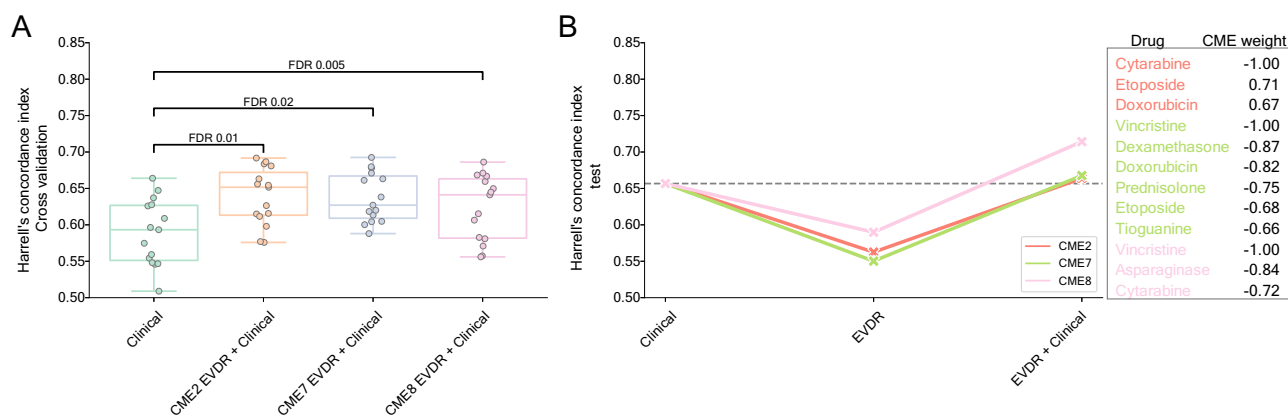 A
Harrell's concordance index
Cross validation
0.85
0.80
0.75
0.70
0.65
0.60
0.55
0.50
FDR 0.005
FDR 0.02
FDR 0.01
Clinical
CME2 EVDR + Clinical
CME7 EVDR + Clinical
CME8 EVDR + Clinical
B
Harrell's concordance index
test
0.85
0.80
0.75
0.70
0.65
0.60
0.55
0.50
CME2
CME7
CME8
Clinical
EVDR
EVDR + Clinical
Drug CME weight
Cytarabine -1.00
Etoposide 0.71
Doxorubicin 0.67
Vincristine -1.00
Dexamethasone -0.87
Doxorubicin -0.82
Prednisolone -0.75
Etoposide -0.68
Tioguanine -0.66
Vincristine -1.00
Asparaginase -0.84
Cytarabine -0.72